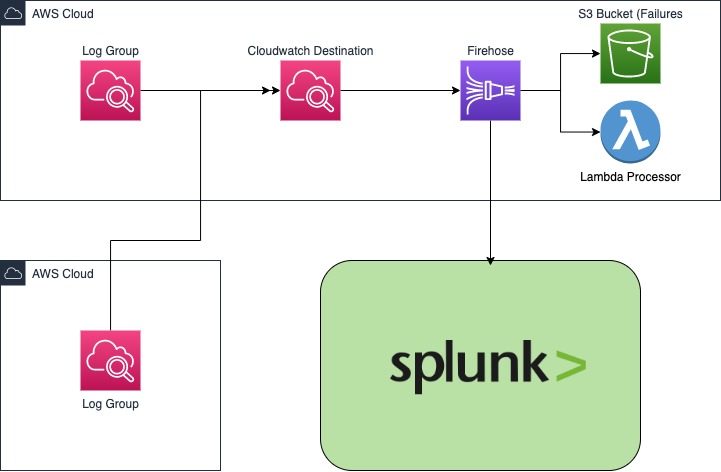 AWS Cloud
S3 Bucket (Failures
Log Group
Cloudwatch Destination
Firehose
Lambda Processor
AWS Cloud
Log Group
splunk>